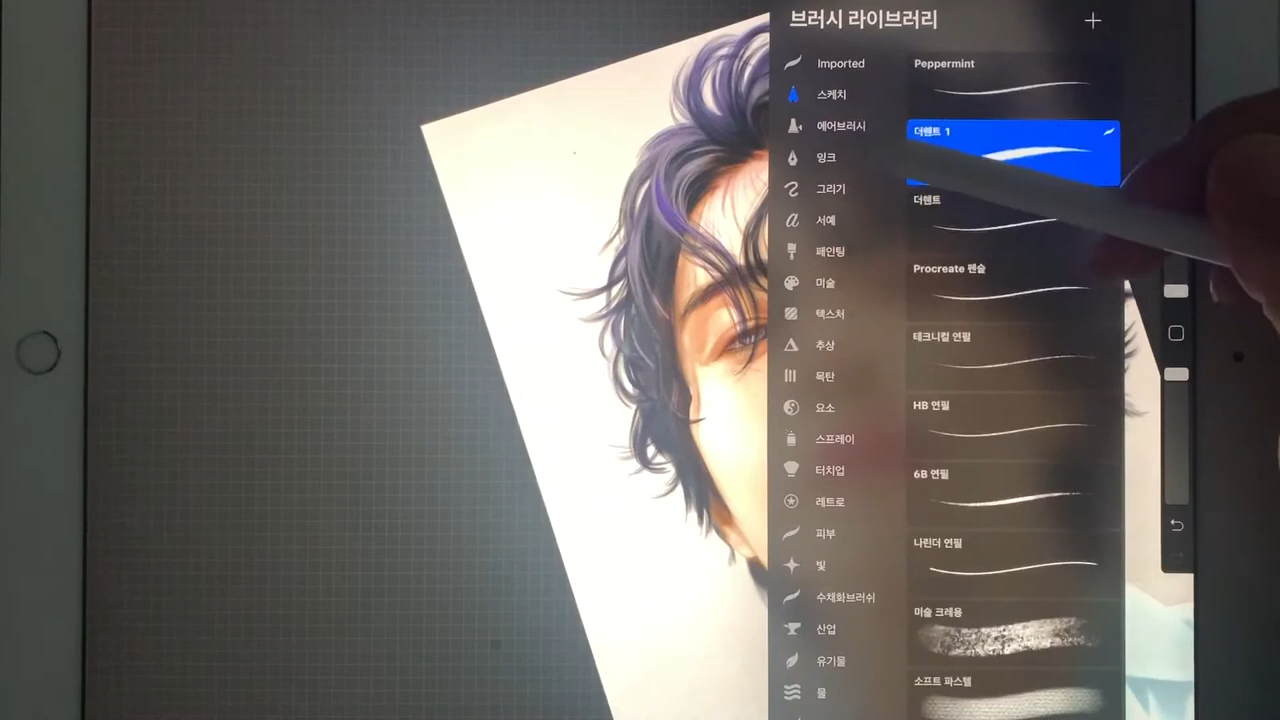 브러시 라이브러리
Imported
스케치
에어브러시
잉크
그리기
서예
페인팅
미술
텍스처
추상
목탄
요소
스프레이
터치업
레트로
피부
빛
수채화브러쉬
산업
유기물
물
Peppermint
더웬트 1
더웬트
Procreate 펜슬
테크니컬 연필
HB 연필
6B 연필
나린더 연필
미술 크레용
소프트 파스텔